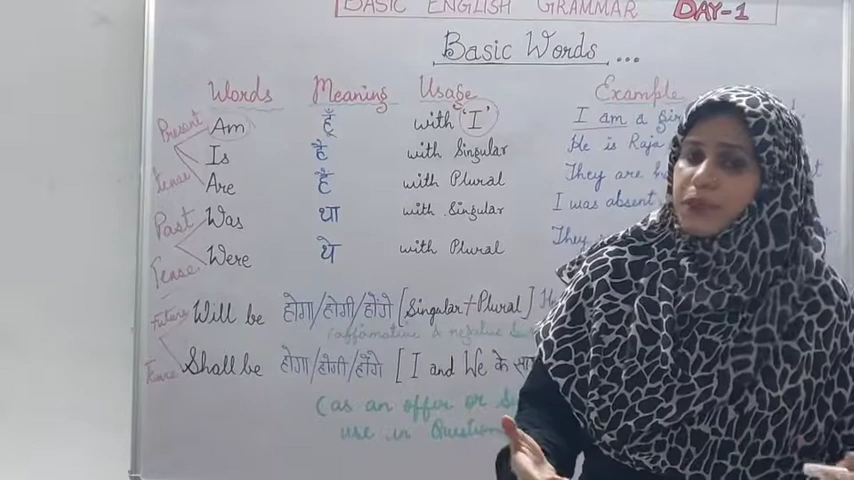 BASIC ENGLISH GRAMMAR DAY-1
Basic Words ...
Words Meaning Usage Example
Present Am हूँ with 'I' I am a
Is है with Singular He is Raja
Tense Are हैं with Plural They are
Past Was था with Singular I was absent
Were थे with Plural They
Tense
Future Will be होगा/होगी/होंगे [Singular+Plural]
(affarmative & negative
Tense Shall be होगा/होगी/होंगे [I and We के
(as an offer or
use in Question